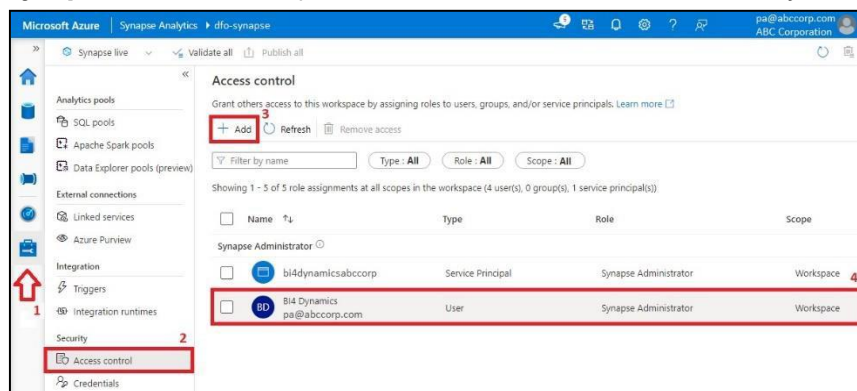 Microsoft Azure | Synapse Analytics ▸ dfo-synapse
pa@abccorp.com
ABC Corporation
Synapse live
Validate all
Publish all
Analytics pools
SQL pools
Apache Spark pools
Data Explorer pools (preview)
External connections
Linked services
Azure Purview
Integration
Triggers
Integration runtimes
Security
Access control
Credentials
1
2
Access control
Grant others access to this workspace by assigning roles to users, groups, and/or service principals. Learn more
3
+ Add
Refresh
Remove access
Filter by name
Type : All
Role : All
Scope : All
Showing 1 - 5 of 5 role assignments at all scopes in the workspace (4 user(s), 0 group(s), 1 service principal(s))
Name ↑↓ Type Role Scope
Synapse Administrator
bi4dynamicsabccorp Service Principal Synapse Administrator Workspace
4
BD BI4 Dynamics User Synapse Administrator Workspace
pa@abccorp.com